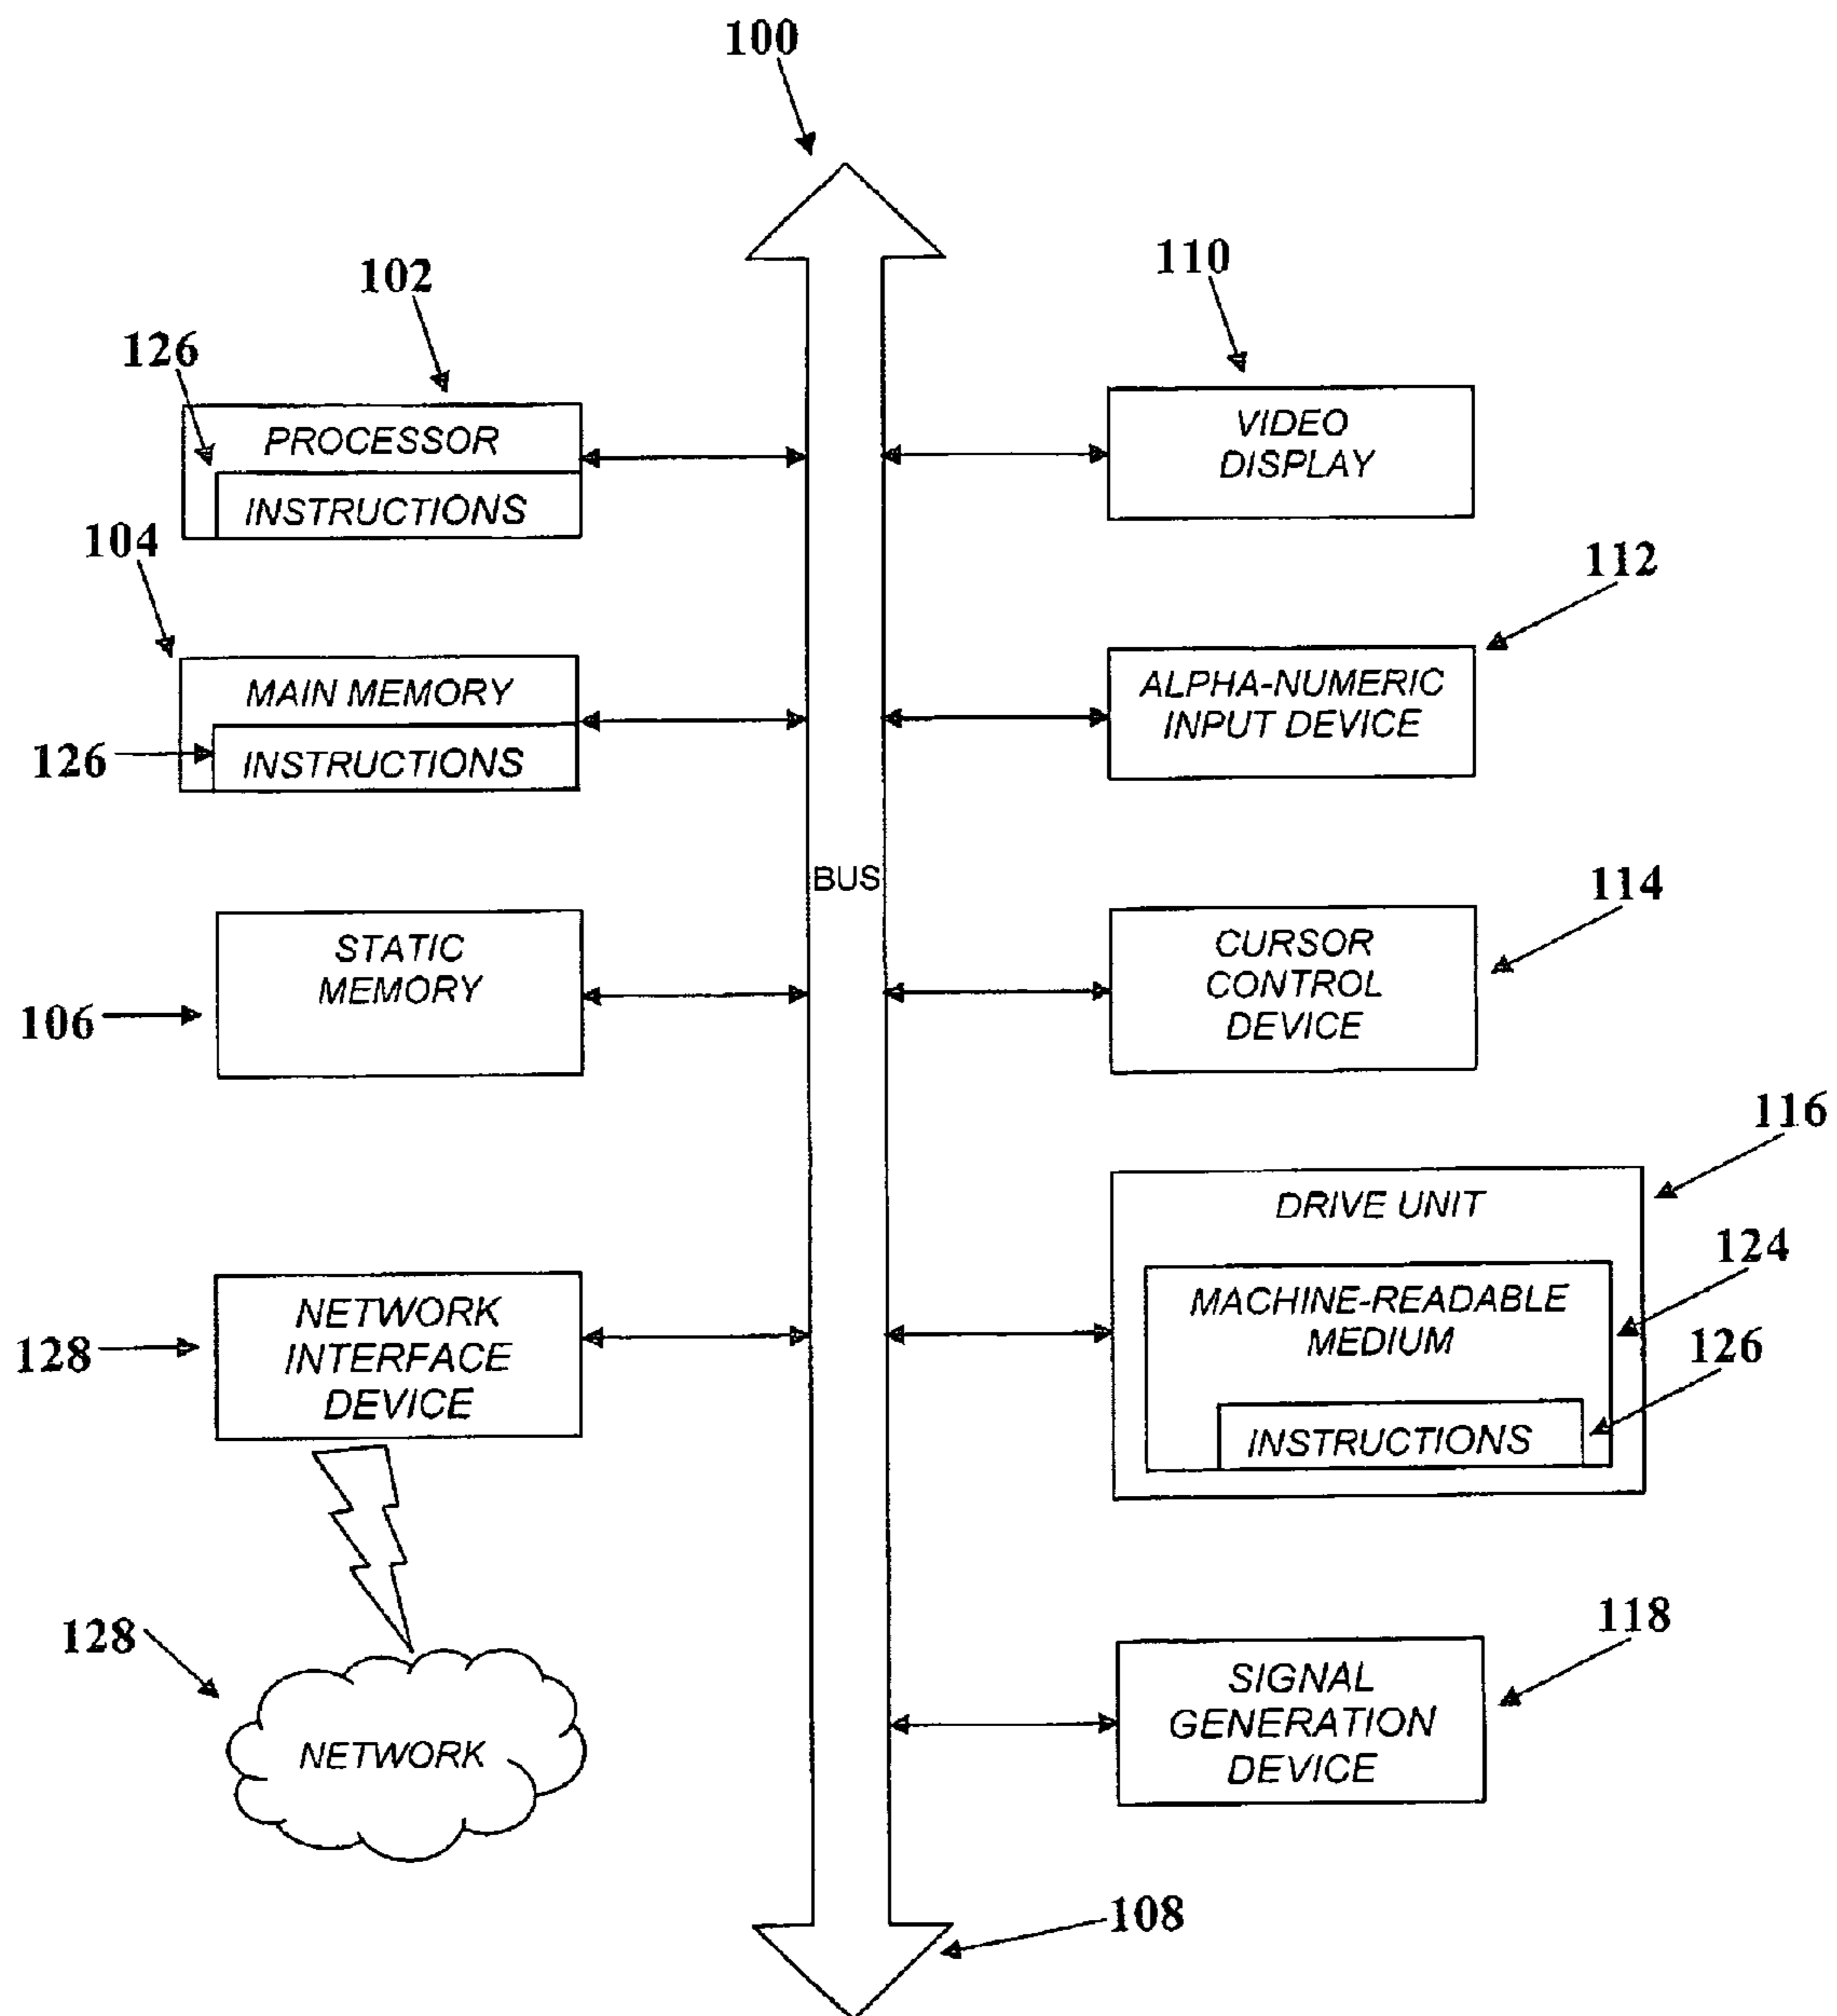 100
102
126
PROCESSOR
INSTRUCTIONS
104
MAIN MEMORY
126
INSTRUCTIONS
STATIC
MEMORY
106
128
NETWORK
INTERFACE
DEVICE
128
NETWORK
BUS
110
VIDEO
DISPLAY
112
ALPHA-NUMERIC
INPUT DEVICE
114
CURSOR
CONTROL
DEVICE
116
DRIVE UNIT
124
MACHINE-READABLE
MEDIUM
126
INSTRUCTIONS
118
SIGNAL
GENERATION
DEVICE
108